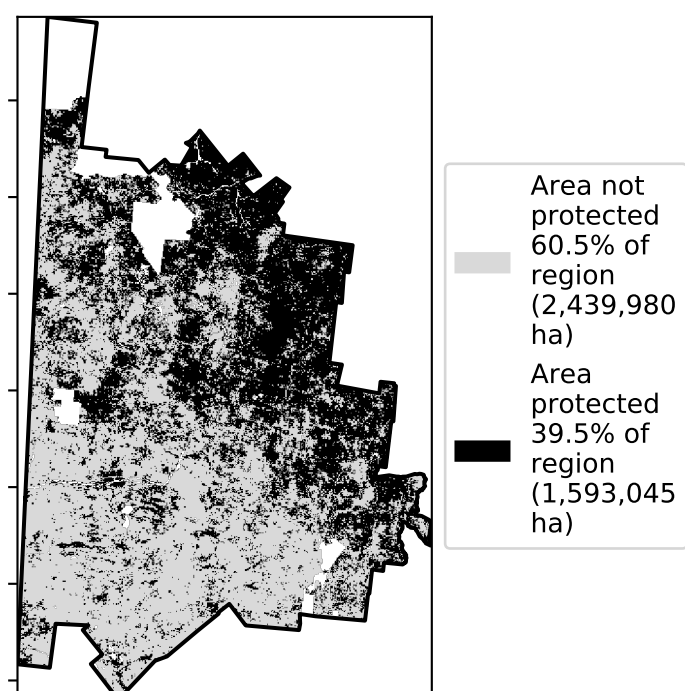 Area not
protected
60.5% of
region
(2,439,980
ha)
Area
protected
39.5% of
region
(1,593,045
ha)